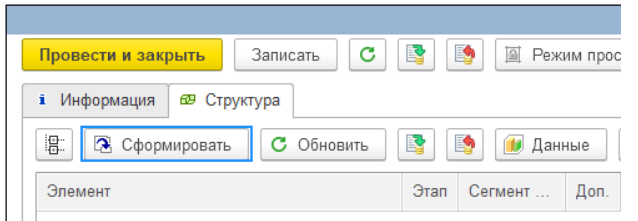 Провести и закрыть Записать Режим прос
Информация Структура
Сформировать Обновить Данные
Элемент Этап Сегмент ... Доп.